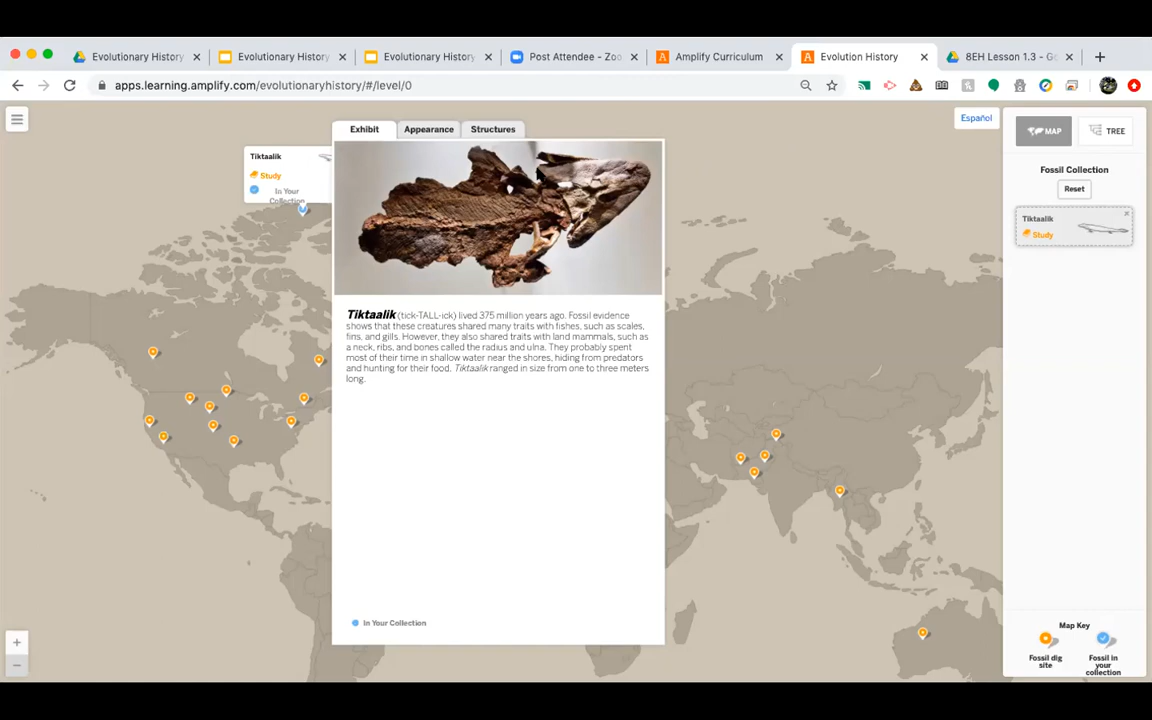 Evolutionary History
Evolutionary History
Evolutionary History
Post Attendee - Zoo
Amplify Curriculum
Evolution History
8EH Lesson 1.3 - Go
apps.learning.amplify.com/evolutionaryhistory/#/level/0
Español
MAP
TREE
Exhibit
Appearance
Structures
Tiktaalik
Study
In Your
Collection
Fossil Collection
Reset
Tiktaalik
Study
Tiktaalik (tick-TALL-ick) lived 375 million years ago. Fossil evidence
shows that these creatures shared many traits with fishes, such as scales,
fins, and gills. However, they also shared traits with land mammals, such as
a neck, ribs, and bones called the radius and ulna. They probably spent
most of their time in shallow water near the shores, hiding from predators
and hunting for their food. Tiktaalik ranged in size from one to three meters
long.
In Your Collection
Map Key
Fossil dig
site
Fossil in
your
collection